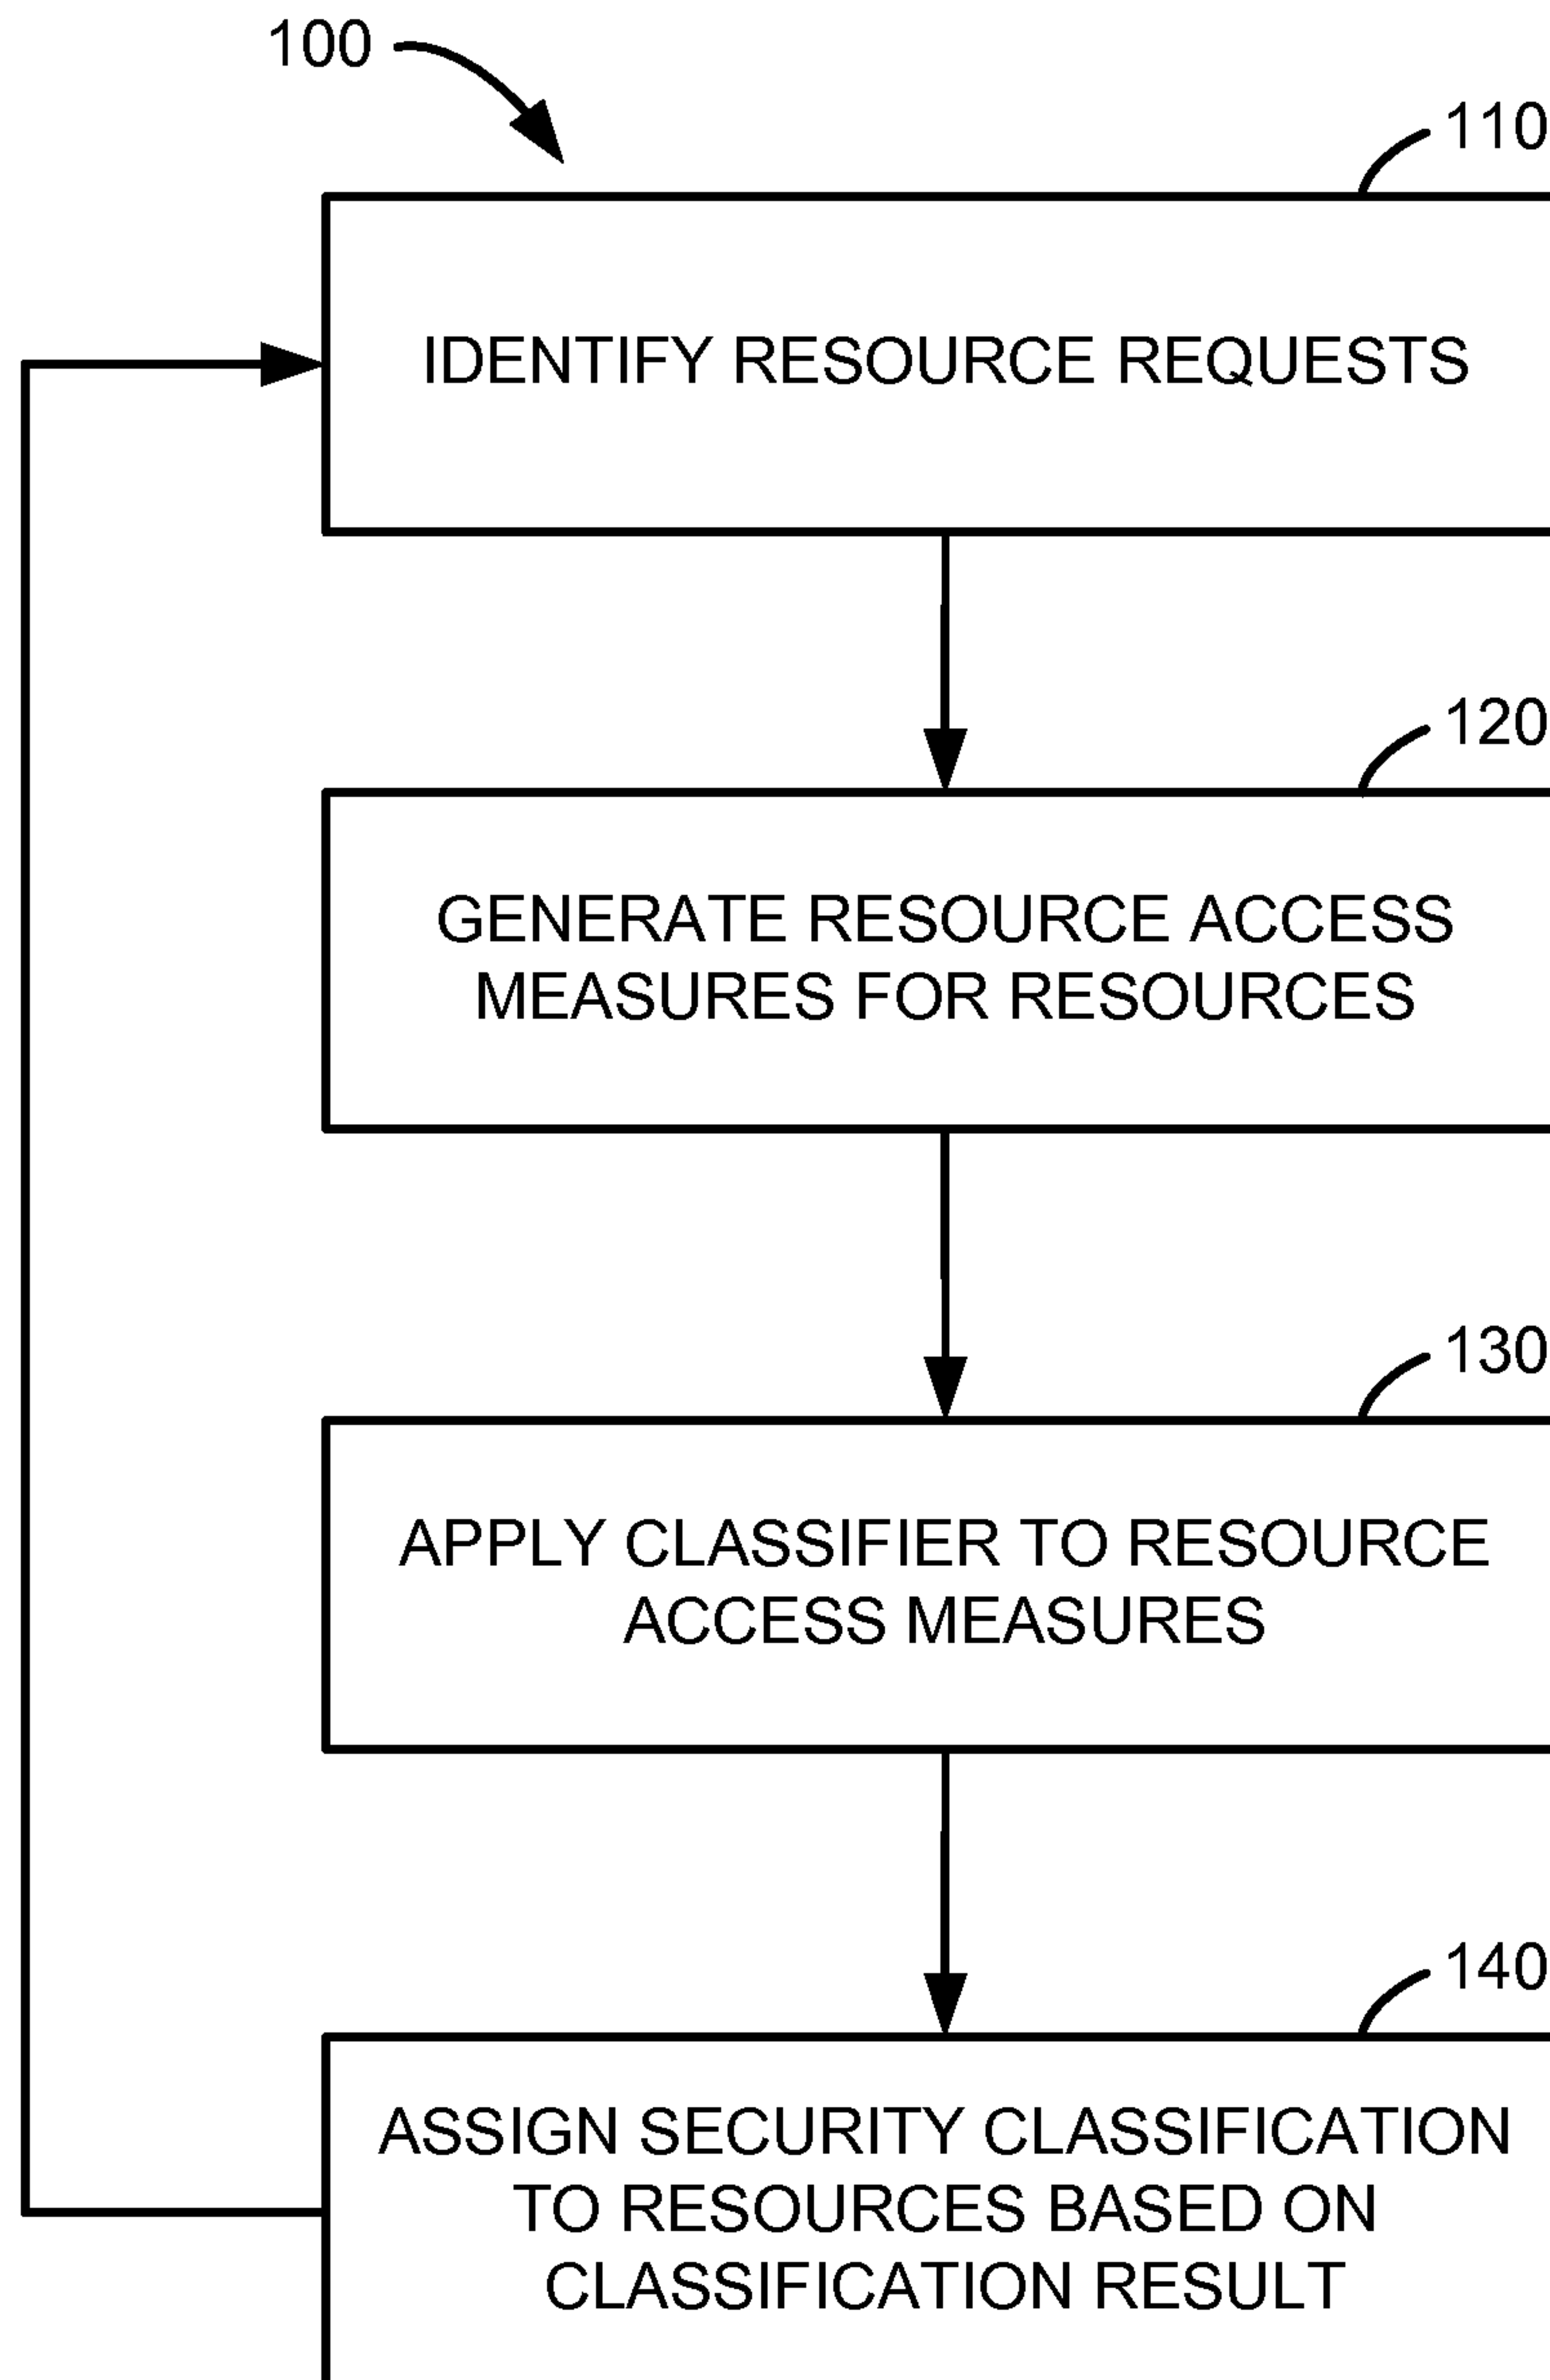 100
110
IDENTIFY RESOURCE REQUESTS
120
GENERATE RESOURCE ACCESS
MEASURES FOR RESOURCES
130
APPLY CLASSIFIER TO RESOURCE
ACCESS MEASURES
140
ASSIGN SECURITY CLASSIFICATION
TO RESOURCES BASED ON
CLASSIFICATION RESULT